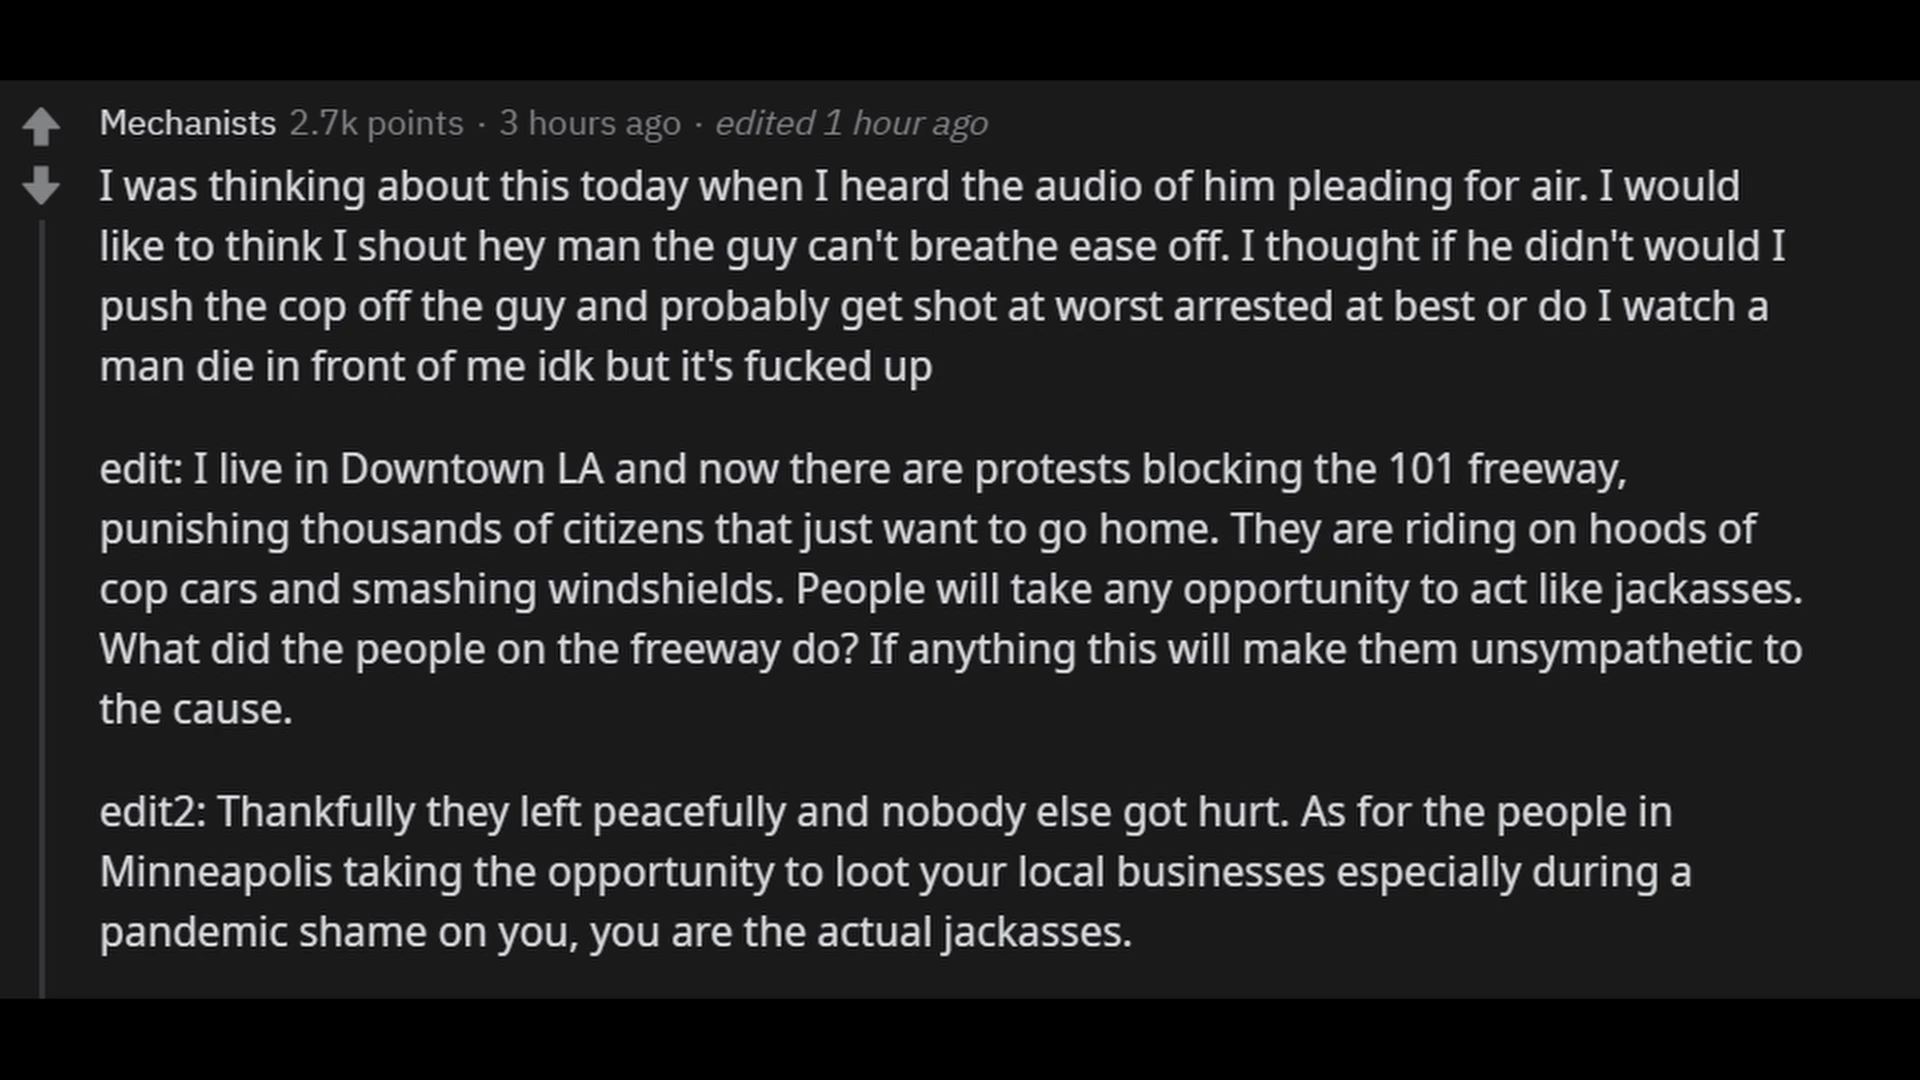 Mechanists 2.7k points · 3 hours ago · edited 1 hour ago
I was thinking about this today when I heard the audio of him pleading for air. I would
like to think I shout hey man the guy can't breathe ease off. I thought if he didn't would I
push the cop off the guy and probably get shot at worst arrested at best or do I watch a
man die in front of me idk but it's fucked up
edit: I live in Downtown LA and now there are protests blocking the 101 freeway,
punishing thousands of citizens that just want to go home. They are riding on hoods of
cop cars and smashing windshields. People will take any opportunity to act like jackasses.
What did the people on the freeway do? If anything this will make them unsympathetic to
the cause.
edit2: Thankfully they left peacefully and nobody else got hurt. As for the people in
Minneapolis taking the opportunity to loot your local businesses especially during a
pandemic shame on you, you are the actual jackasses.